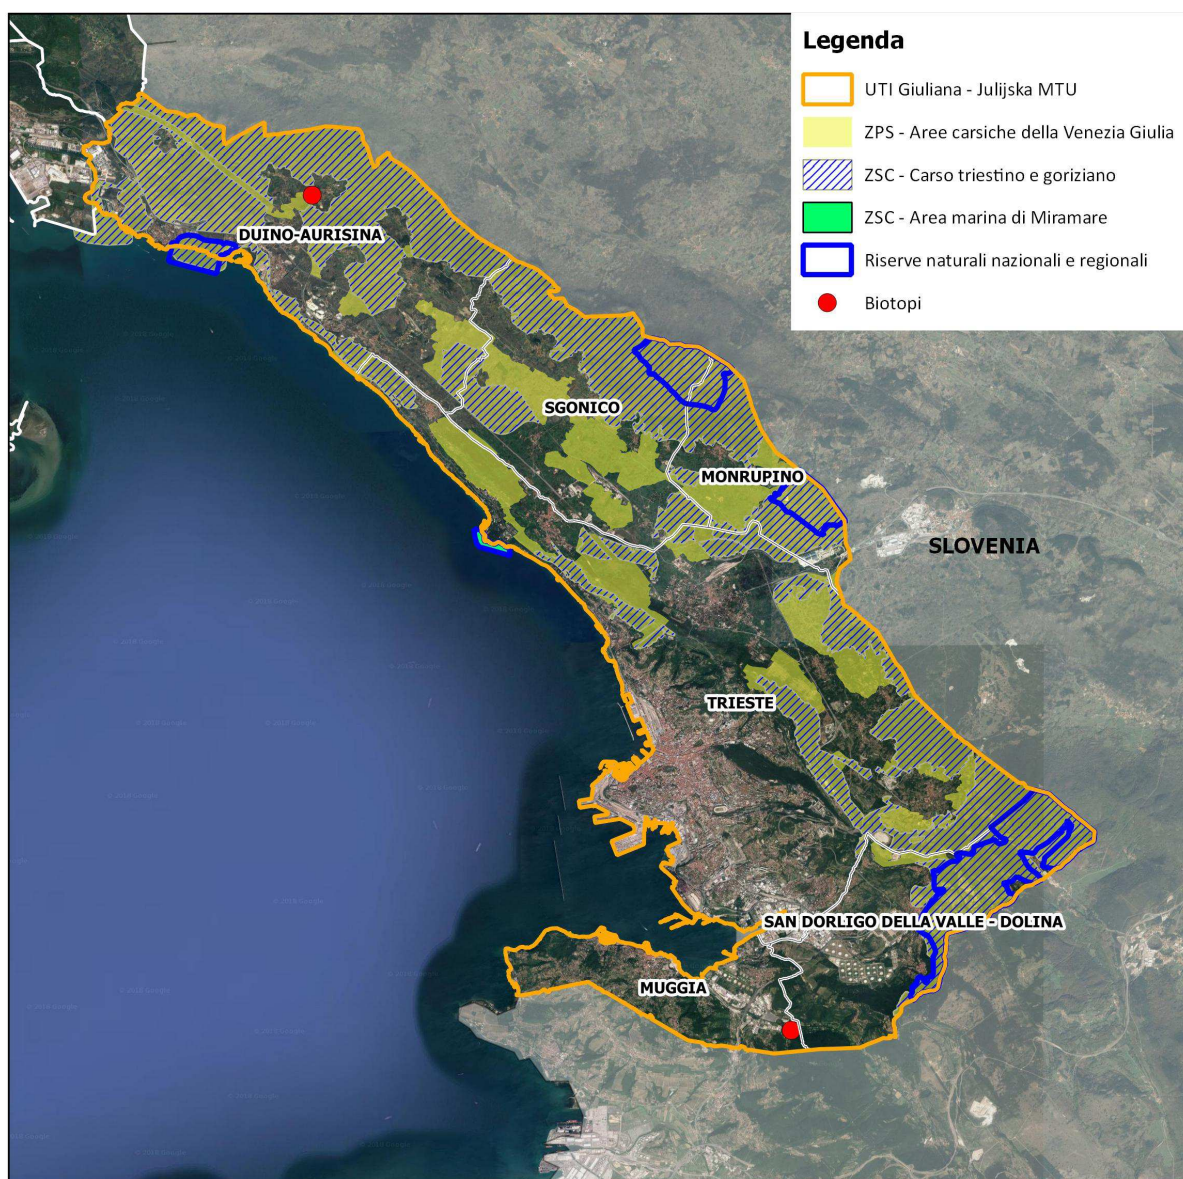 Legenda
UTI Giuliana - Julijska MTU
ZPS - Aree carsiche della Venezia Giulia
ZSC - Carso triestino e goriziano
ZSC - Area marina di Miramare
Riserve naturali nazionali e regionali
Biotopi
DUINO-AURISINA
SGONICO
MONRUPINO
SLOVENIA
TRIESTE
SAN DORLIGO DELLA VALLE - DOLINA
MUGGIA